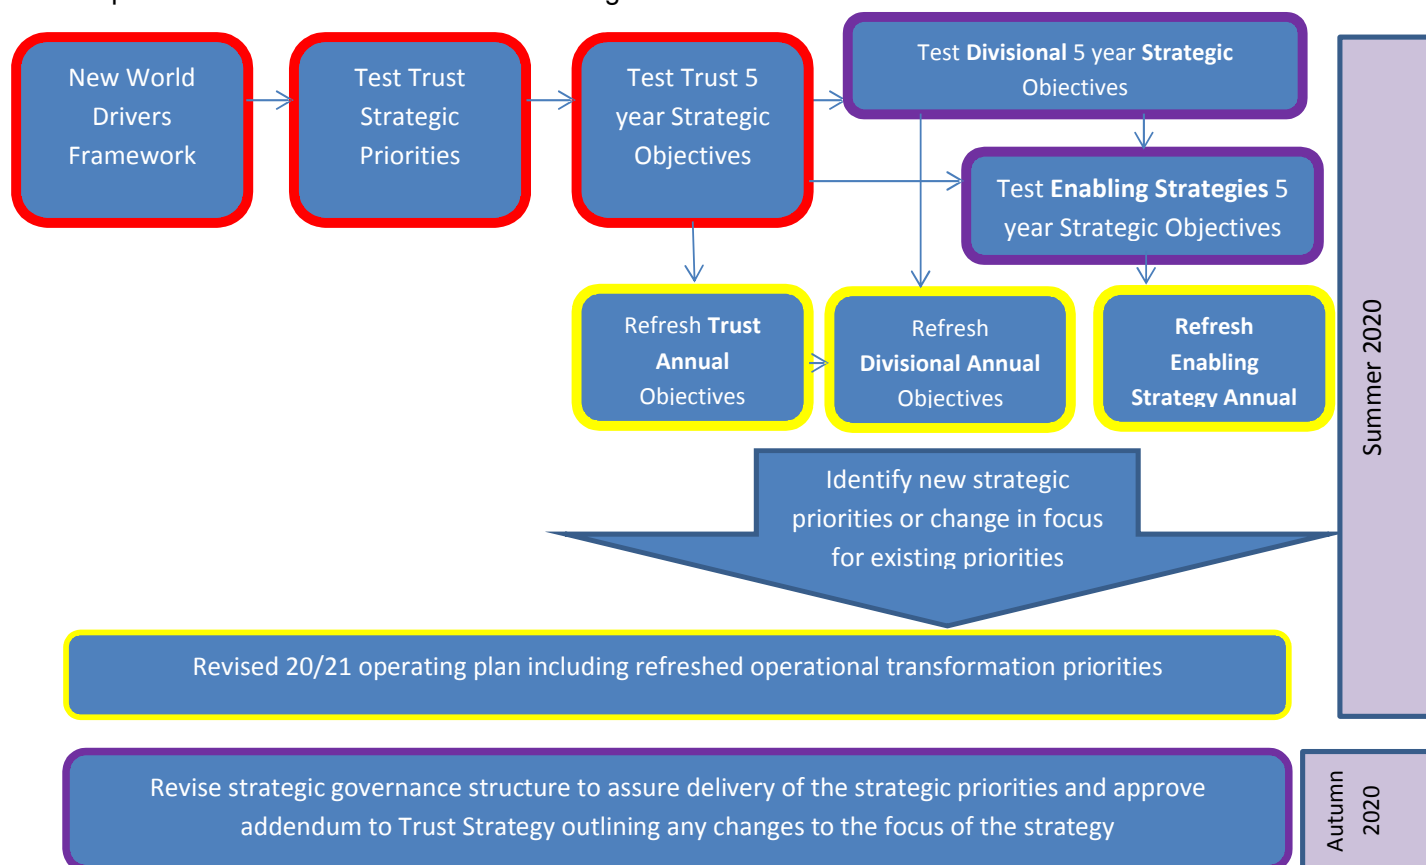 New World
Drivers
Framework
Test Trust
Strategic
Priorities
Test Trust 5
year Strategic
Objectives
Test Divisional 5 year Strategic
Objectives
Test Enabling Strategies 5
year Strategic Objectives
Refresh Trust
Annual
Objectives
Refresh
Divisional Annual
Objectives
Refresh
Enabling
Strategy Annual
Summer 2020
Identify new strategic
priorities or change in focus
for existing priorities
Revised 20/21 operating plan including refreshed operational transformation priorities
Revise strategic governance structure to assure delivery of the strategic priorities and approve
addendum to Trust Strategy outlining any changes to the focus of the strategy
Autumn
2020